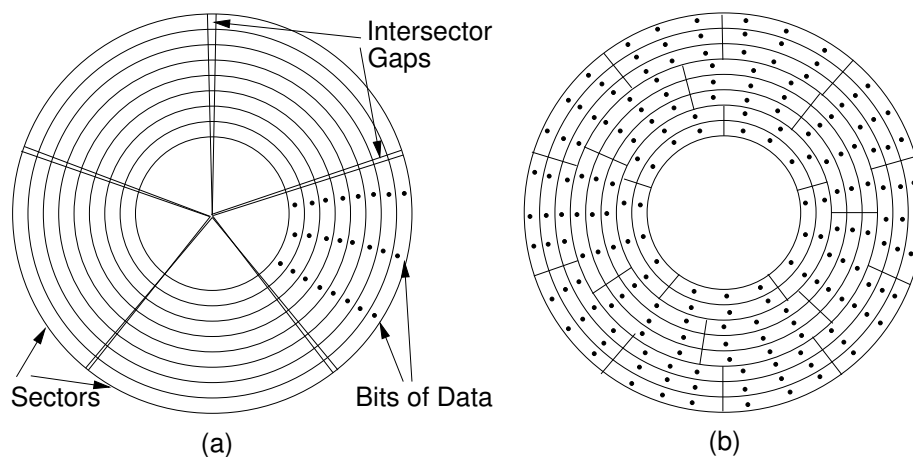 Intersector
Gaps
Sectors
Bits of Data
(a)
(b)